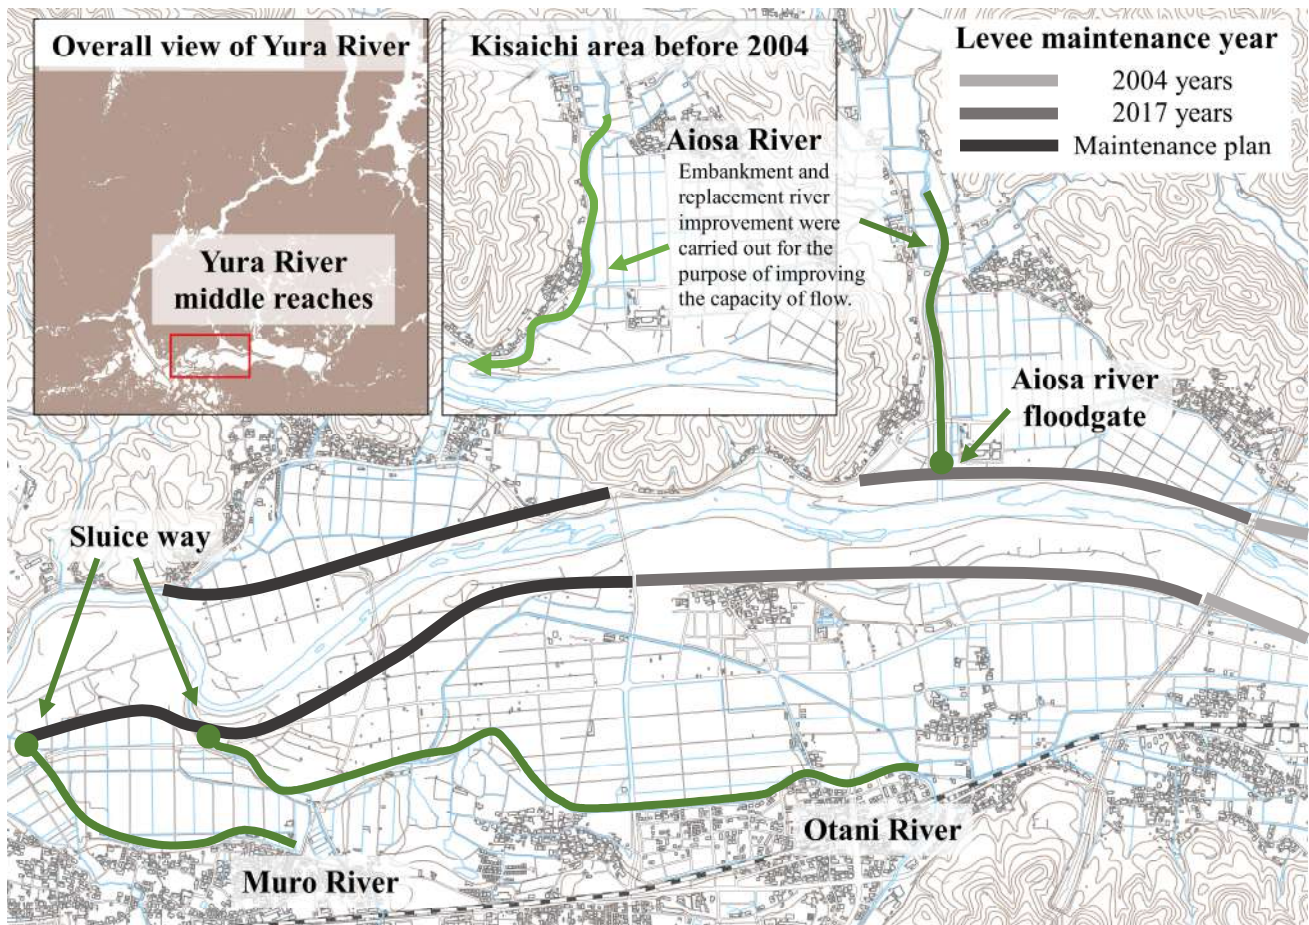 Overall view of Yura River
Yura River
middle reaches
Kisaichi area before 2004
Aiosa River
Embankment and
replacement river
improvement were
carried out for the
purpose of improving
the capacity of flow.
Levee maintenance year
2004 years
2017 years
Maintenance plan
Aiosa river
floodgate
Sluice way
Otani River
Muro River